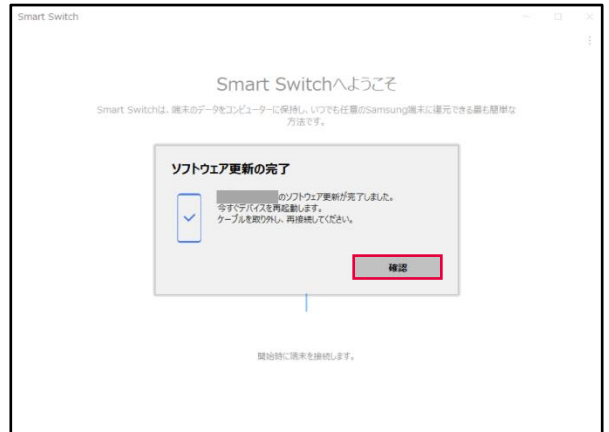 Smart Switch
Smart Switchへようこそ
Smart Switchは、端末のデータをコンピューターに保持し、いつでも任意のSamsung端末に復元できる最も簡単な
方法です。
ソフトウェア更新の完了
のソフトウェア更新が完了しました。
今すぐデバイスを再起動します。
ケーブルを取り外し、再接続してください。
確認
開始時に端末を接続します。